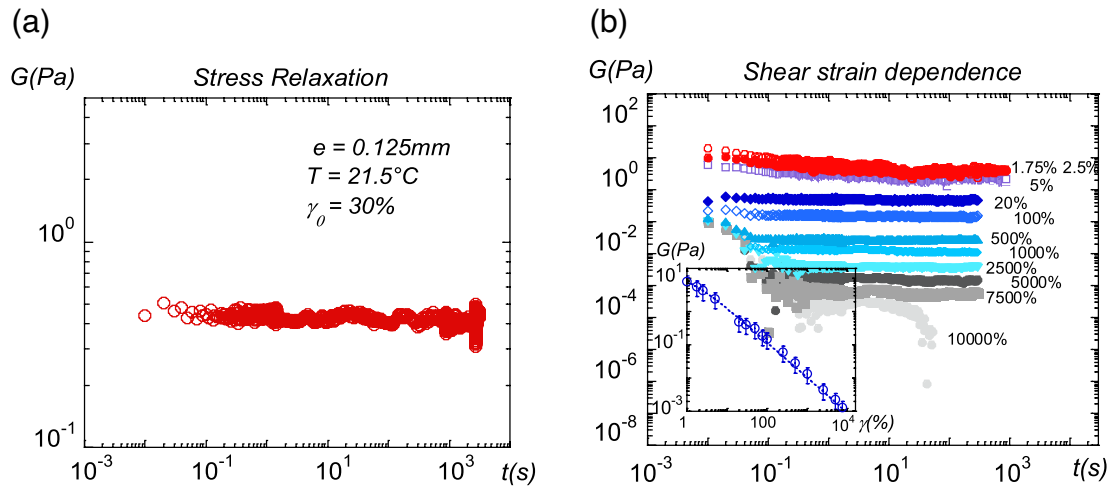 (a)
G(Pa)
Stress Relaxation
e = 0.125mm
T = 21.5°C
γ0 = 30%
10^0
10^-1
10^-3
10^-1
10^1
10^3
t(s)
(b)
G(Pa)
Shear strain dependence
10^2
10^0
10^-2
10^-4
10^-6
10^-8
1.75% 2.5%
5%
20%
100%
500%
1000%
2500%
5000%
7500%
10000%
G(Pa)
10^1
10^-1
10^-3
1
100
10^4
γ(%)
10^-3
10^-1
10^1
10^3
t(s)